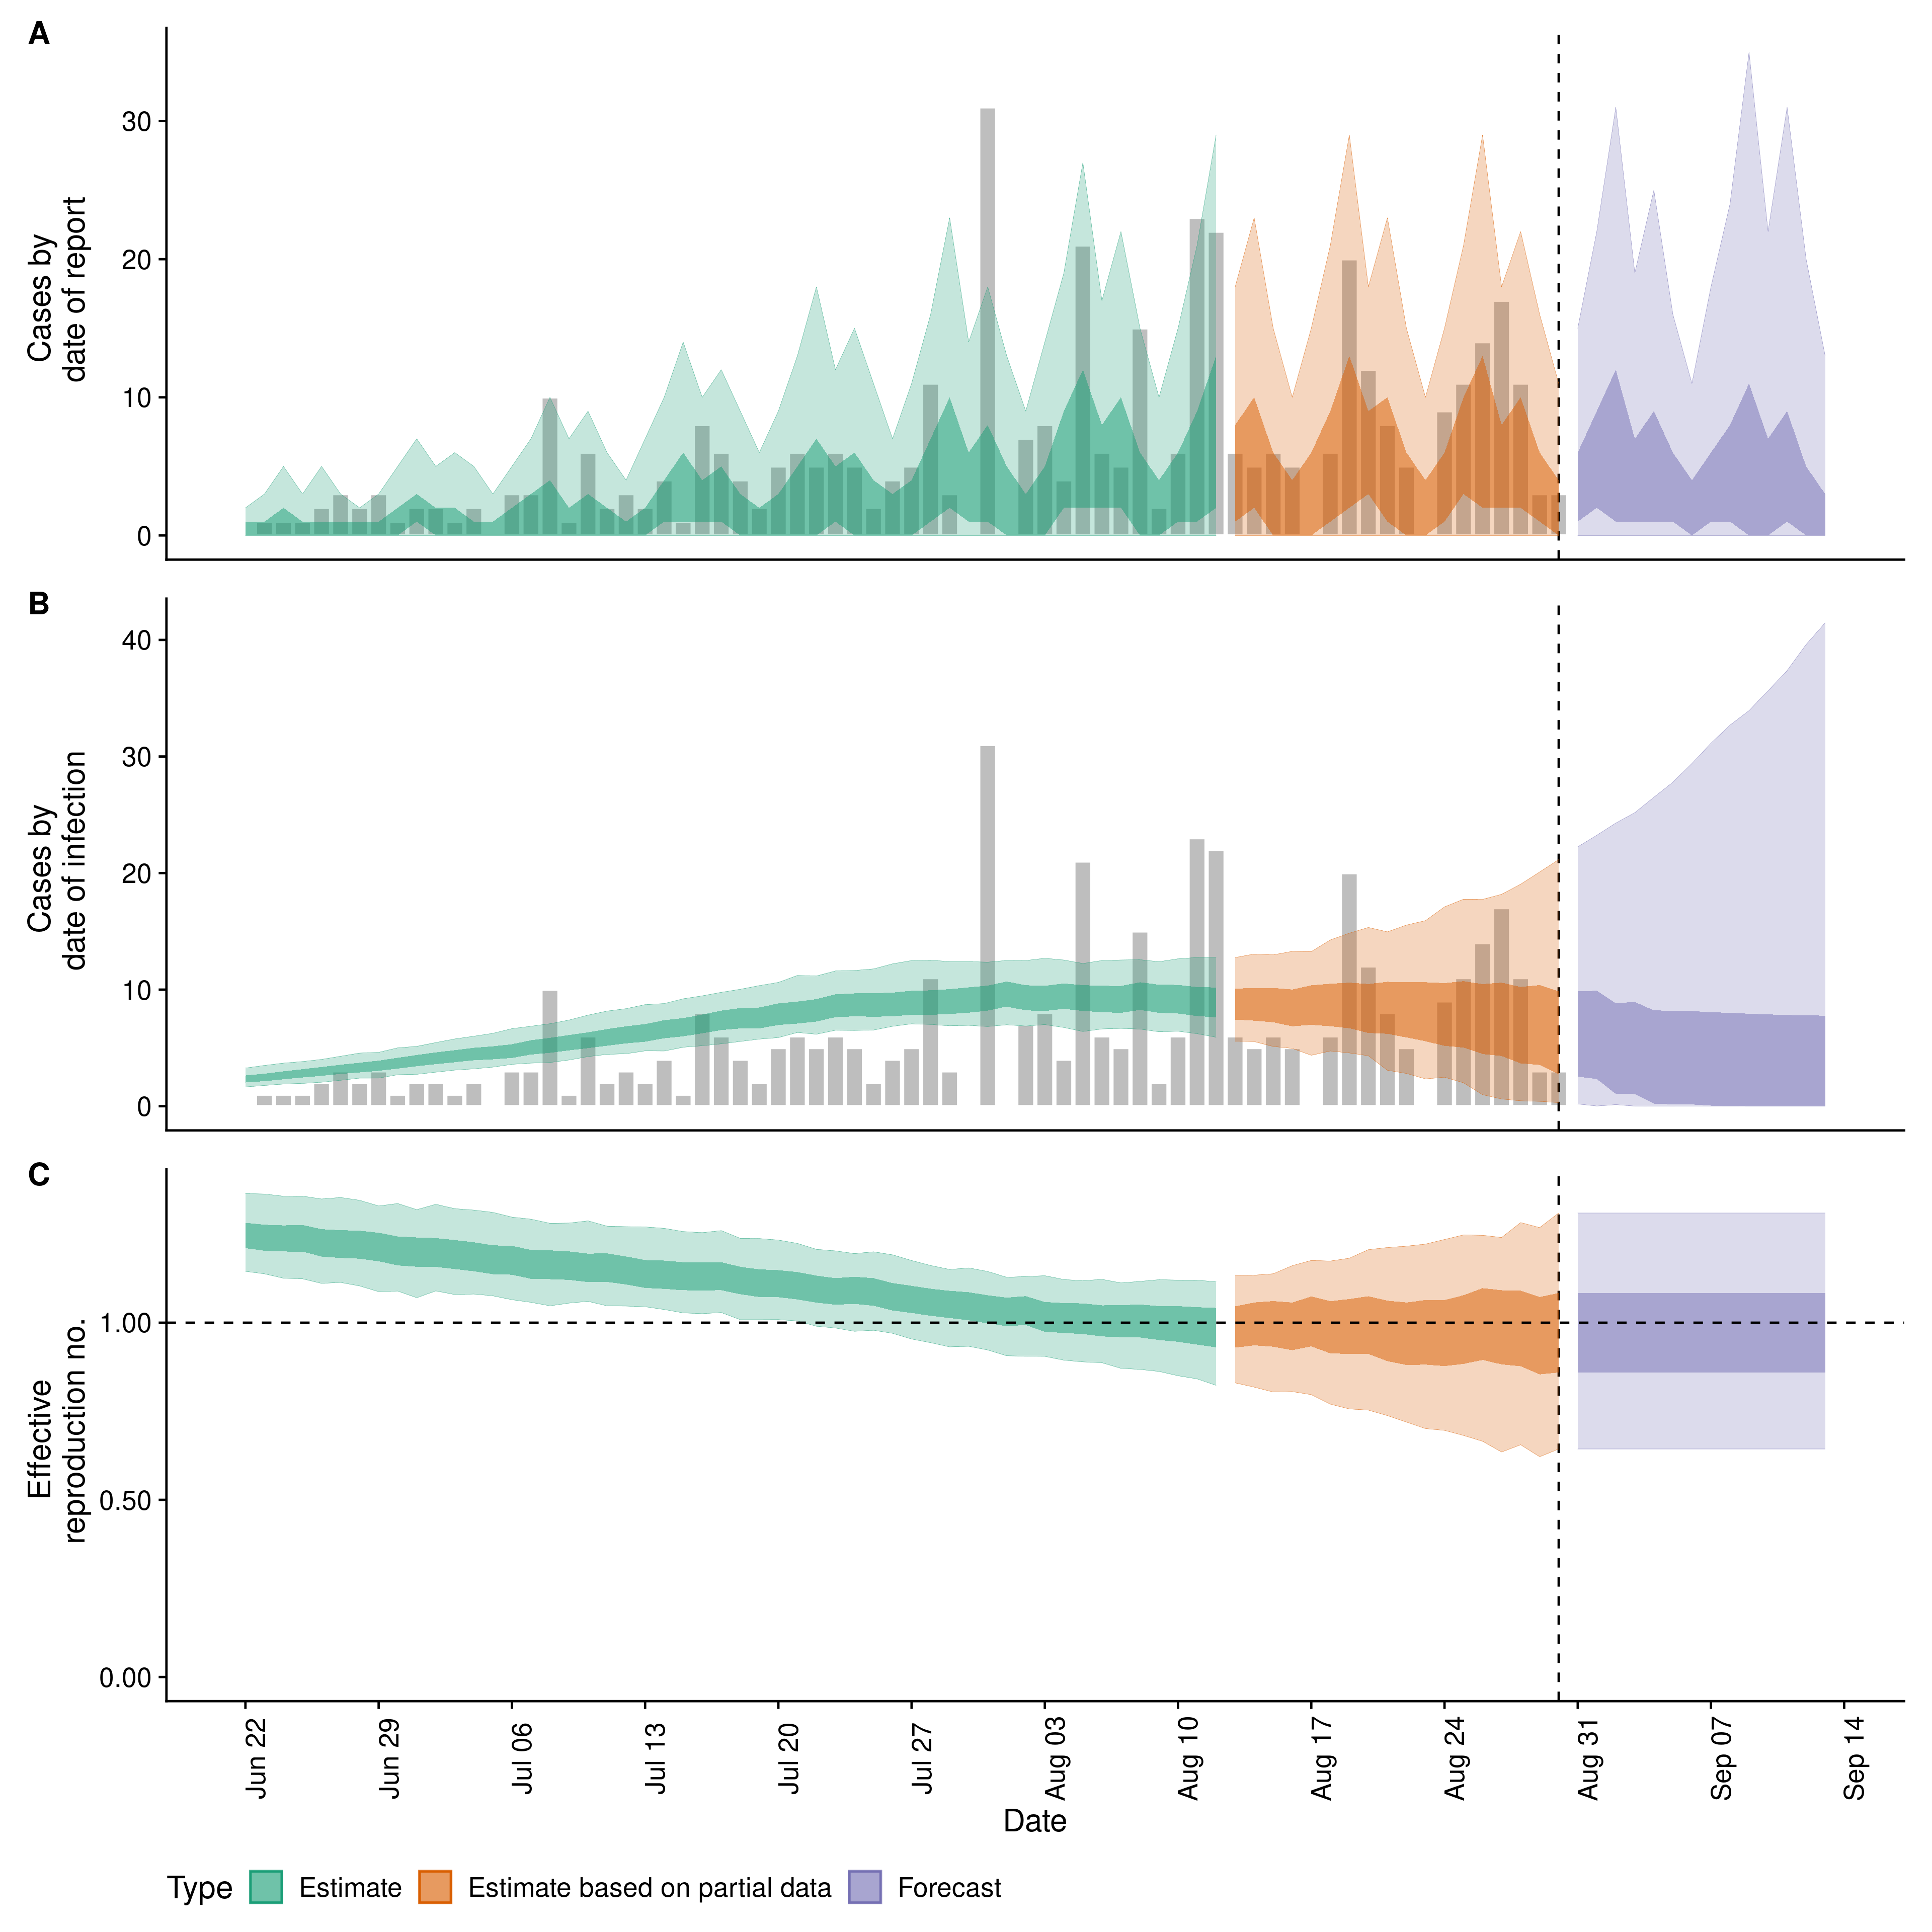 A
30
20
10
0
Cases by
date of report
B
40
30
20
10
0
Cases by
date of infection
C
1.00
0.50
0.00
Effective
reproduction no.
Jun 22
Jun 29
Jul 06
Jul 13
Jul 20
Jul 27
Aug 03
Aug 10
Aug 17
Aug 24
Aug 31
Sep 07
Sep 14
Date
Type Estimate Estimate based on partial data Forecast